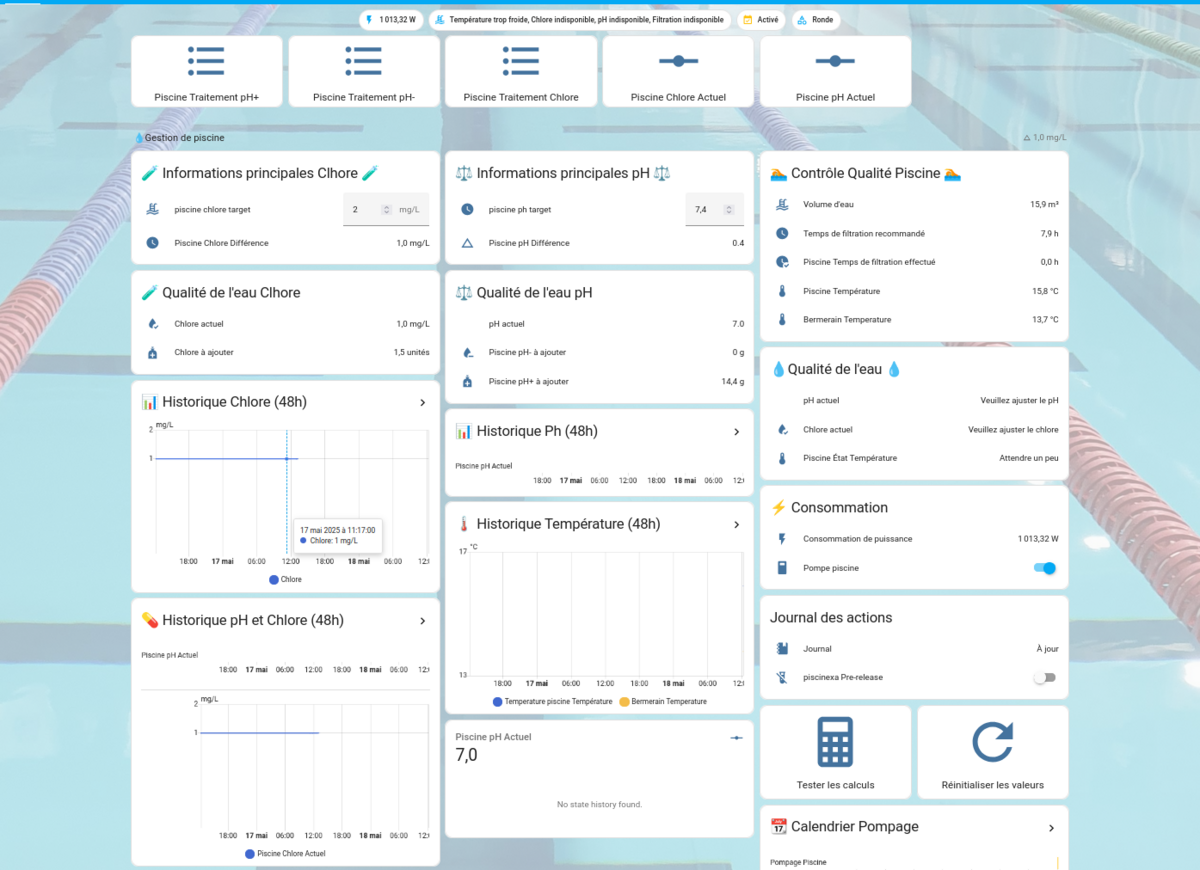 1 013,32 W
Température trop froide, Chlore indisponible, pH indisponible, Filtration indisponible
Activé
Ronde
Piscine Traitement pH+
Piscine Traitement pH-
Piscine Traitement Chlore
Piscine Chlore Actuel
Piscine pH Actuel
Gestion de piscine
1,0 mg/L
Informations principales Clhore
piscine chlore target
2
mg/L
Piscine Chlore Différence
1,0 mg/L
Qualité de l'eau Clhore
Chlore actuel
1,0 mg/L
Chlore à ajouter
1,5 unités
Historique Chlore (48h)
mg/L
2
1
17 mai 2025 à 11:17:00
Chlore: 1 mg/L
18:00 17 mai 06:00 12:00 18:00 18 mai 06:00 12:
Chlore
Historique pH et Chlore (48h)
Piscine pH Actuel
18:00 17 mai 06:00 12:00 18:00 18 mai 06:00 12:
mg/L
2
1
18:00 17 mai 06:00 12:00 18:00 18 mai 06:00 12:
Piscine Chlore Actuel
Informations principales pH
piscine ph target
7,4
Piscine pH Différence
0.4
Qualité de l'eau pH
pH actuel
7.0
Piscine pH- à ajouter
0 g
Piscine pH+ à ajouter
14,4 g
Historique Ph (48h)
Piscine pH Actuel
18:00 17 mai 06:00 12:00 18:00 18 mai 06:00 12:
Historique Température (48h)
°C
17
13
18:00 17 mai 06:00 12:00 18:00 18 mai 06:00 12:
Temperature piscine Température
Bermerain Temperature
Piscine pH Actuel
7,0
No state history found.
Contrôle Qualité Piscine
Volume d'eau
15,9 m³
Temps de filtration recommandé
7,9 h
Piscine Temps de filtration effectué
0,0 h
Piscine Température
15,8 °C
Bermerain Temperature
13,7 °C
Qualité de l'eau
pH actuel
Veuillez ajuster le pH
Chlore actuel
Veuillez ajuster le chlore
Piscine État Température
Attendre un peu
Consommation
Consommation de puissance
1 013,32 W
Pompe piscine
Journal des actions
Journal
À jour
piscinexa Pre-release
Tester les calculs
Réinitialiser les valeurs
Calendrier Pompage
Pompage Piscine